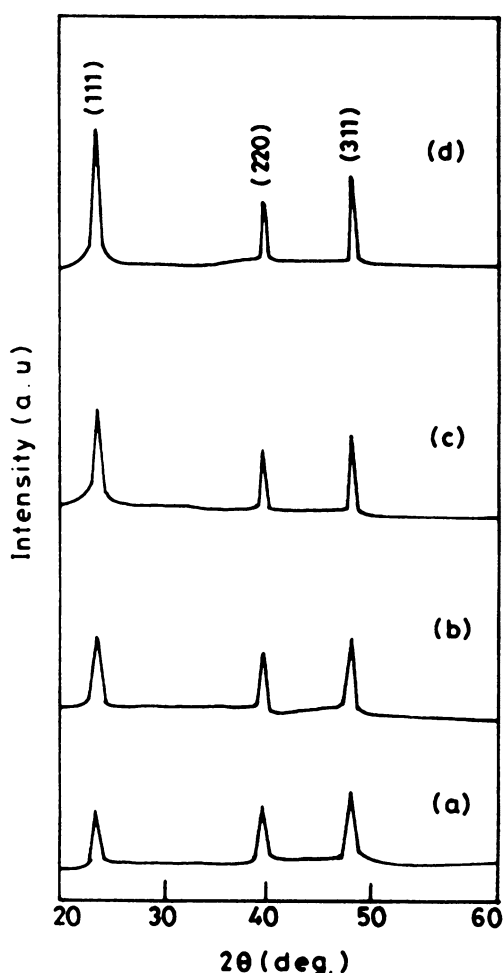 (111)
(220)
(311)
(d)
(c)
(b)
(a)
Intensity (a.u)
20 30 40 50 60
2θ (deg.)